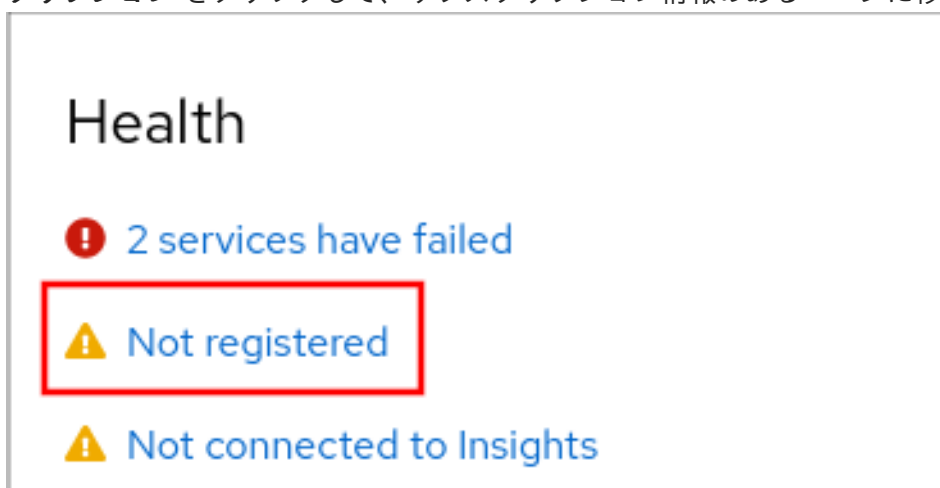 Health
2 services have failed
Not registered
Not connected to Insights